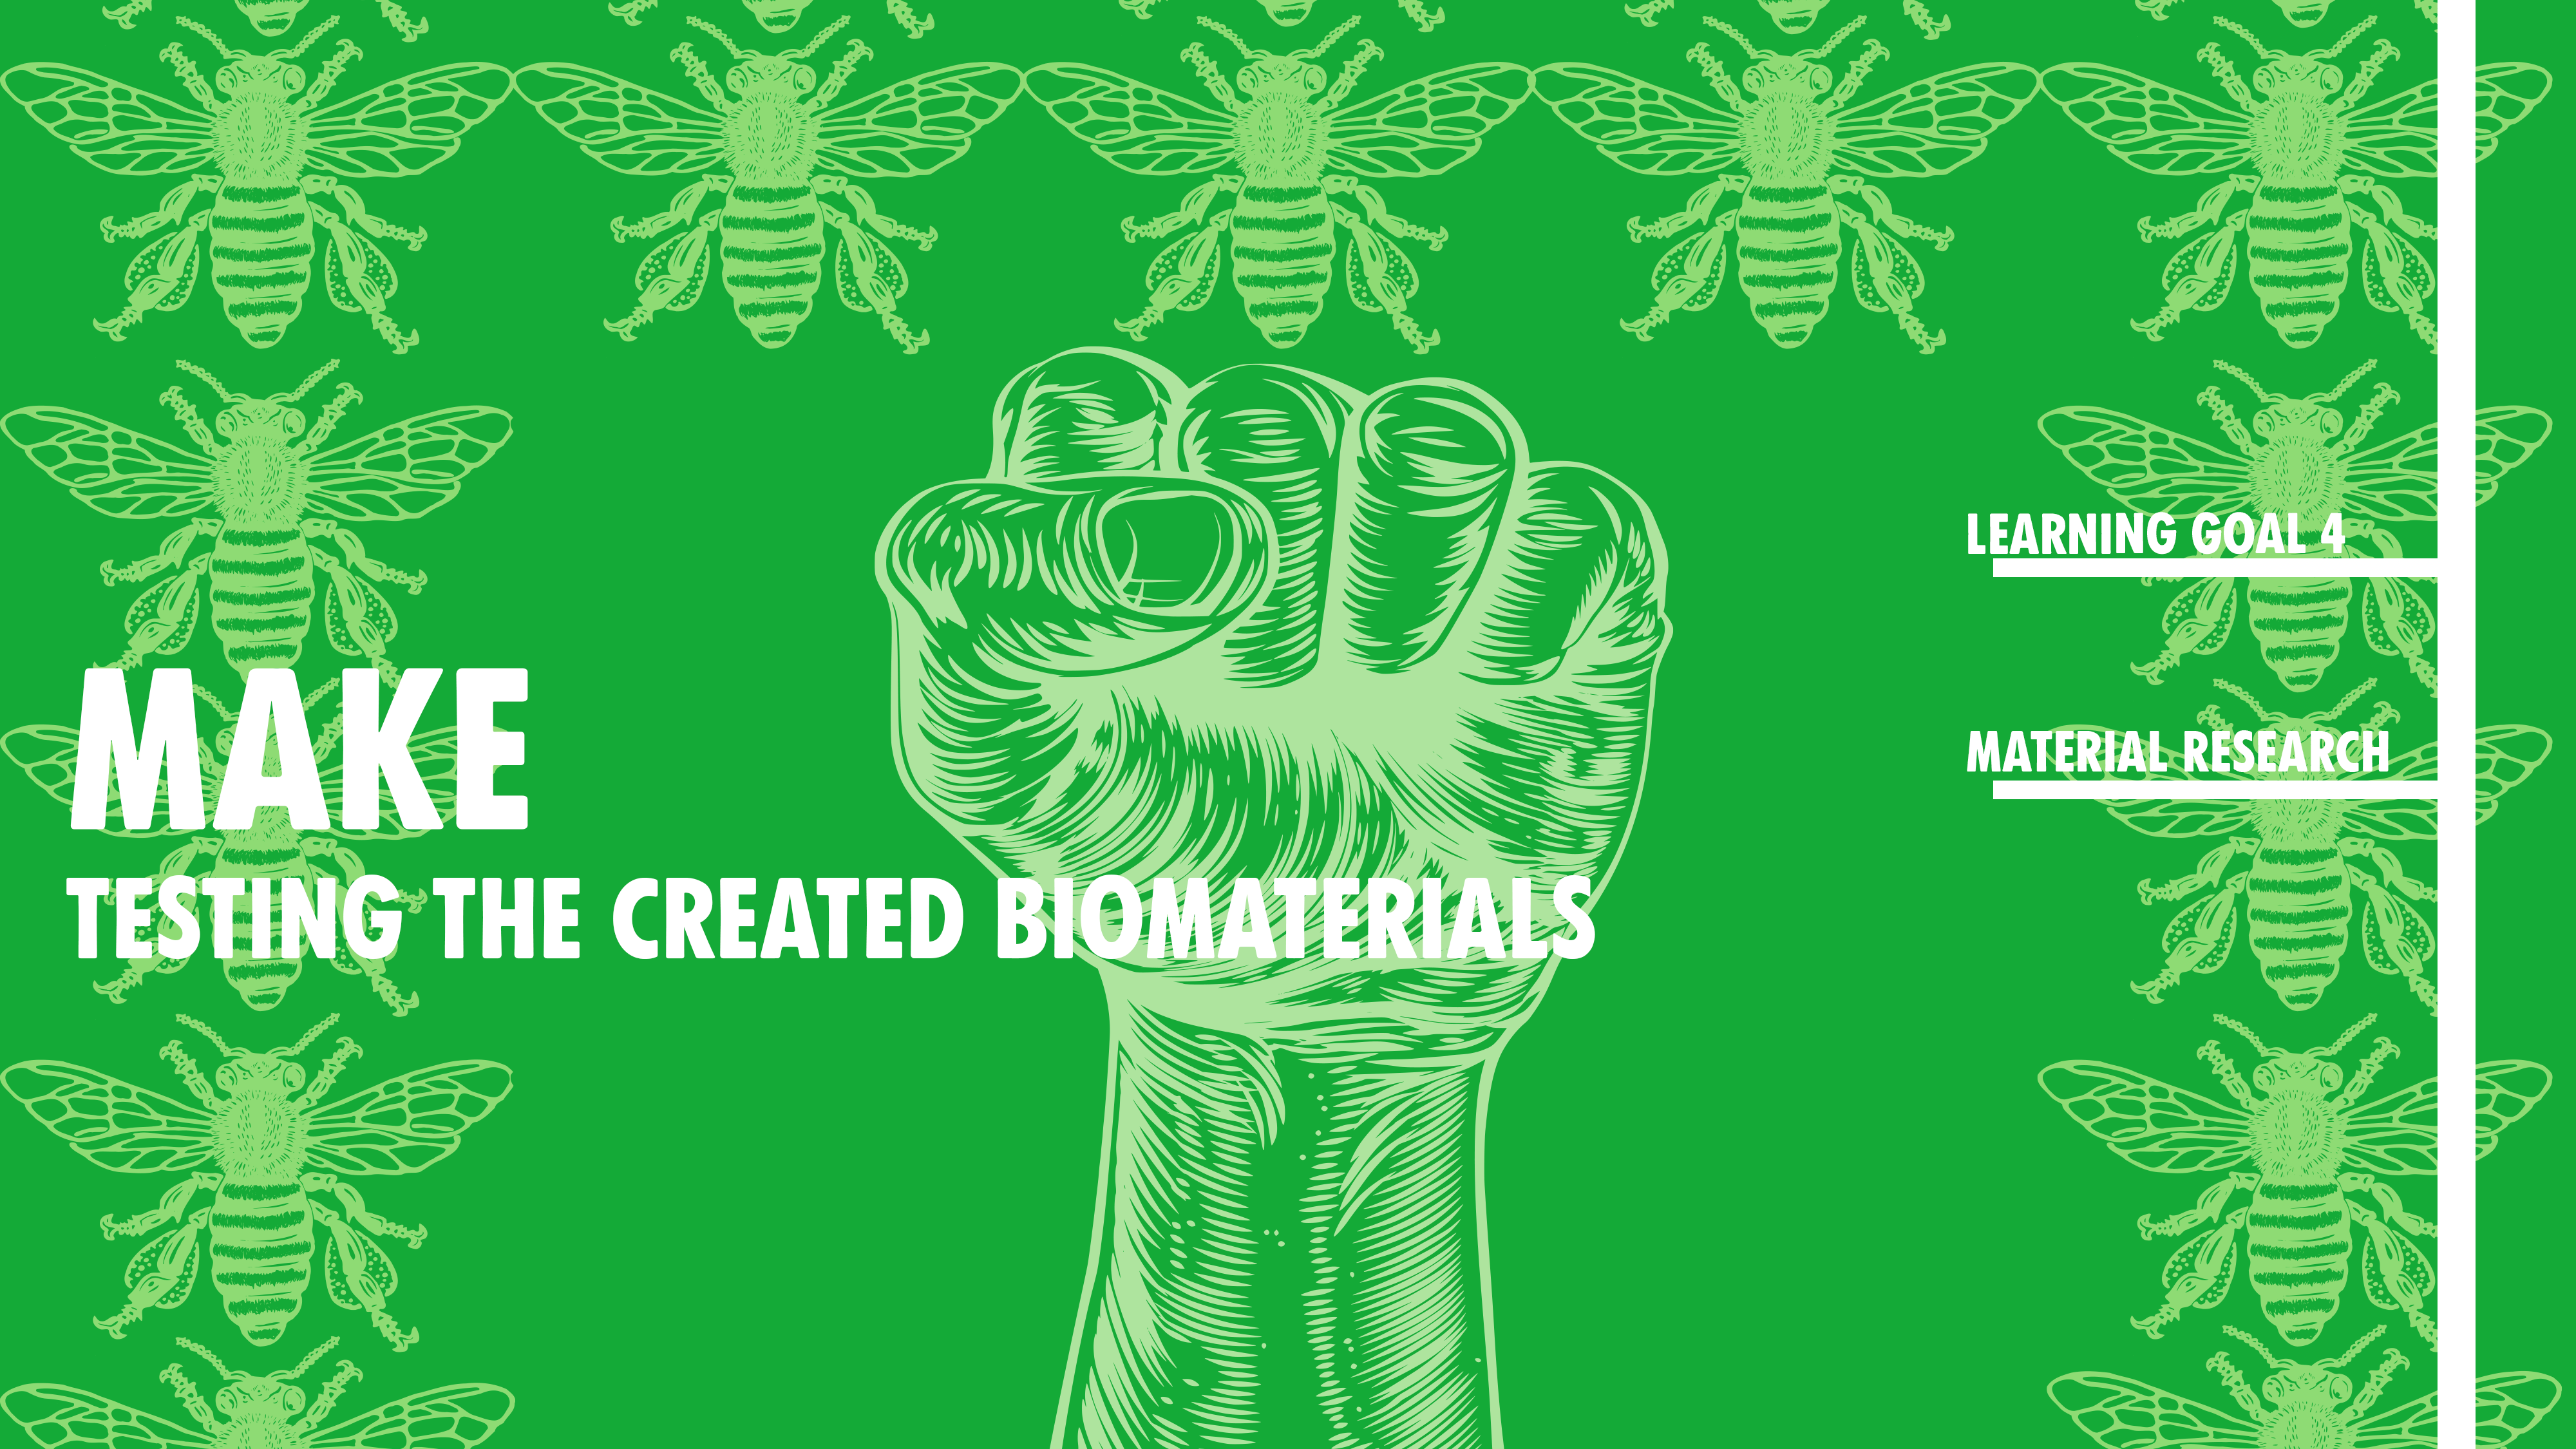 MAKE
TESTING THE CREATED BIOMATERIALS
LEARNING GOAL 4
MATERIAL RESEARCH